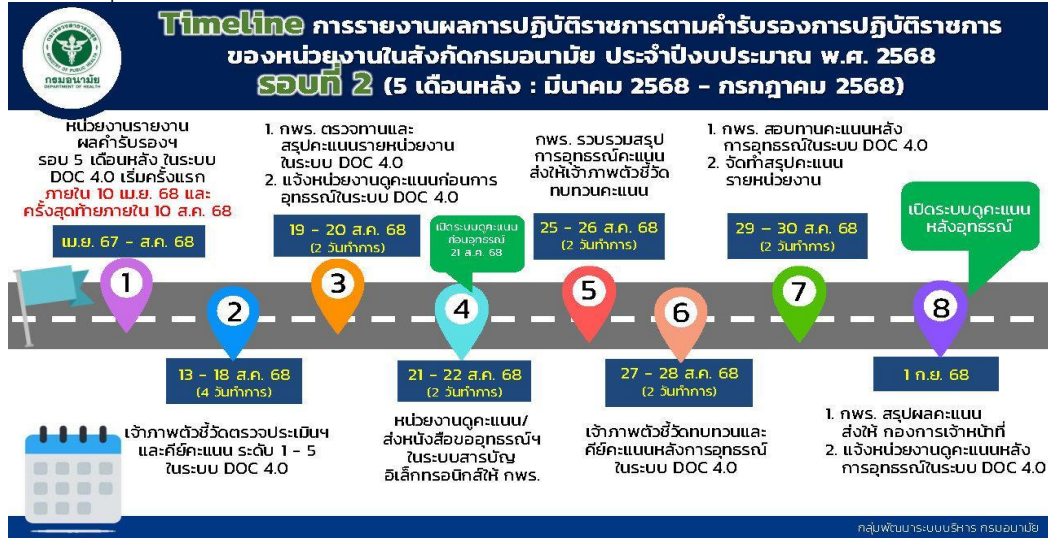 Timeline การรายงานผลการปฏิบัติราชการตามคำรับรองการปฏิบัติราชการ
ของหน่วยงานในสังกัดกรมอนามัย ประจำปีงบประมาณ พ.ศ. 2568
รอบที่ 2 (5 เดือนหลัง : มีนาคม 2568 - กรกฎาคม 2568)
กระทรวงสาธารณสุข
กรมอนามัย
DEPARTMENT OF HEALTH
MINISTRY OF PUBLIC HEALTH
หน่วยงานรายงาน
ผลคำรับรองฯ
รอบ 5 เดือนหลัง ในระบบ
DOC 4.0 เริ่มครั้งแรก
ภายใน 10 เม.ย. 68 และ
ครั้งสุดท้ายภายใน 10 ส.ค. 68
เม.ย. 67 - ส.ค. 68
1
2
13 - 18 ส.ค. 68
(4 วันทำการ)
เจ้าภาพตัวชี้วัดตรวจประเมินฯ
และคีย์คะแนน ระดับ 1 - 5
ในระบบ DOC 4.0
1. กพร. ตรวจทานและ
สรุปคะแนนรายหน่วยงาน
ในระบบ DOC 4.0
2. แจ้งหน่วยงานดูคะแนนก่อนการ
อุทธรณ์ในระบบ DOC 4.0
19 - 20 ส.ค. 68
(2 วันทำการ)
3
เปิดระบบดูคะแนน
ก่อนอุทธรณ์
21 ส.ค. 68
4
21 - 22 ส.ค. 68
(2 วันทำการ)
หน่วยงานดูคะแนน/
ส่งหนังสือขออุทธรณ์ฯ
ในระบบสารบัญ
อิเล็กทรอนิกส์ให้ กพร.
กพร. รวบรวมสรุป
การอุทธรณ์คะแนน
ส่งให้เจ้าภาพตัวชี้วัด
ทบทวนคะแนน
25 - 26 ส.ค. 68
(2 วันทำการ)
5
6
27 - 28 ส.ค. 68
(2 วันทำการ)
เจ้าภาพตัวชี้วัดทบทวนและ
คีย์คะแนนหลังการอุทธรณ์
ในระบบ DOC 4.0
1. กพร. สอบทานคะแนนหลัง
การอุทธรณ์ในระบบ DOC 4.0
2. จัดทำสรุปคะแนน
รายหน่วยงาน
29 - 30 ส.ค. 68
(2 วันทำการ)
7
เปิดระบบดูคะแนน
หลังอุทธรณ์
8
1 ก.ย. 68
1. กพร. สรุปผลคะแนน
ส่งให้ กองการเจ้าหน้าที่
2. แจ้งหน่วยงานดูคะแนนหลัง
การอุทธรณ์ในระบบ DOC 4.0
กลุ่มพัฒนาระบบบริหาร กรมอนามัย